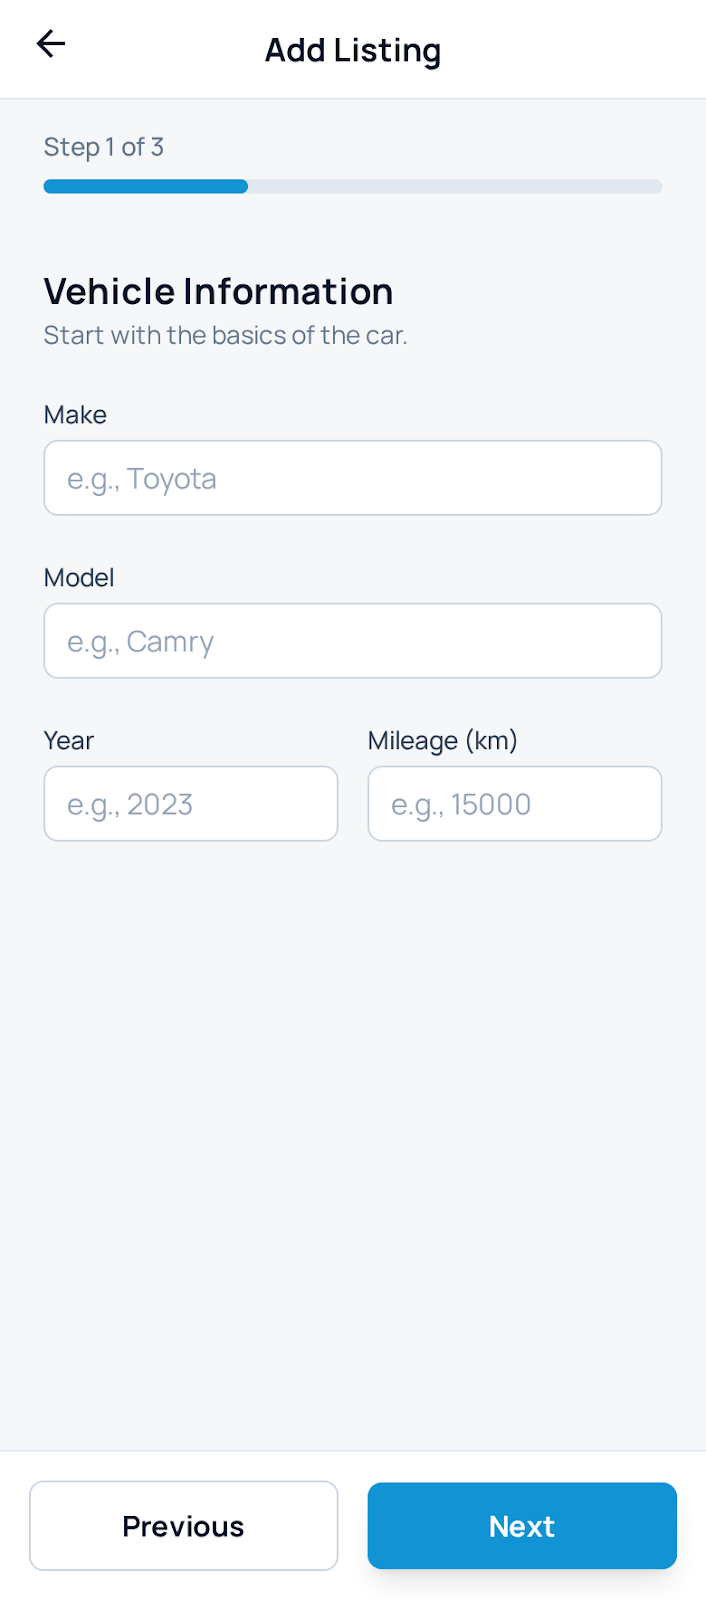 Add Listing
Step 1 of 3
Vehicle Information
Start with the basics of the car.
Make
e.g., Toyota
Model
e.g., Camry
Year
Mileage (km)
e.g., 2023
e.g., 15000
Previous
Next